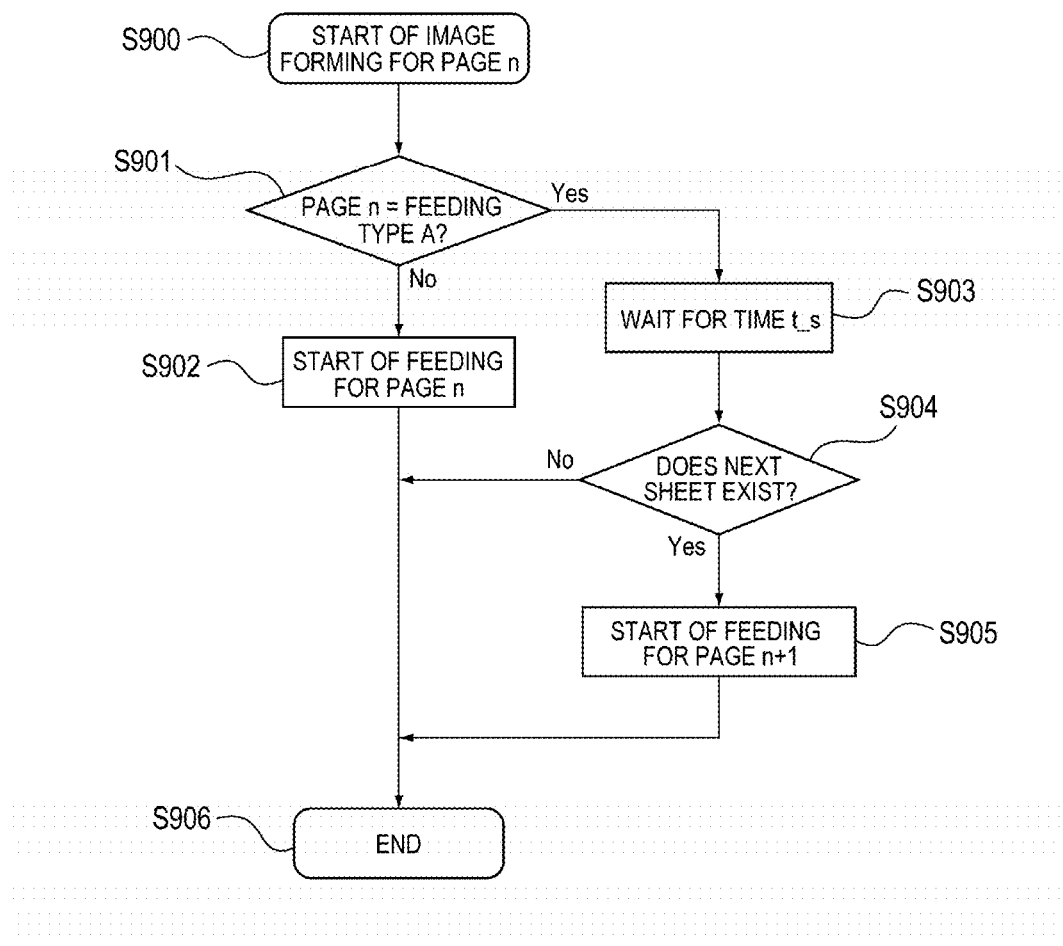 S900
START OF IMAGE
FORMING FOR PAGE n
S901
PAGE n = FEEDING
TYPE A?
Yes
No
S903
WAIT FOR TIME t_s
S902
START OF FEEDING
FOR PAGE n
S904
DOES NEXT
SHEET EXIST?
No
Yes
S905
START OF FEEDING
FOR PAGE n+1
S906
END